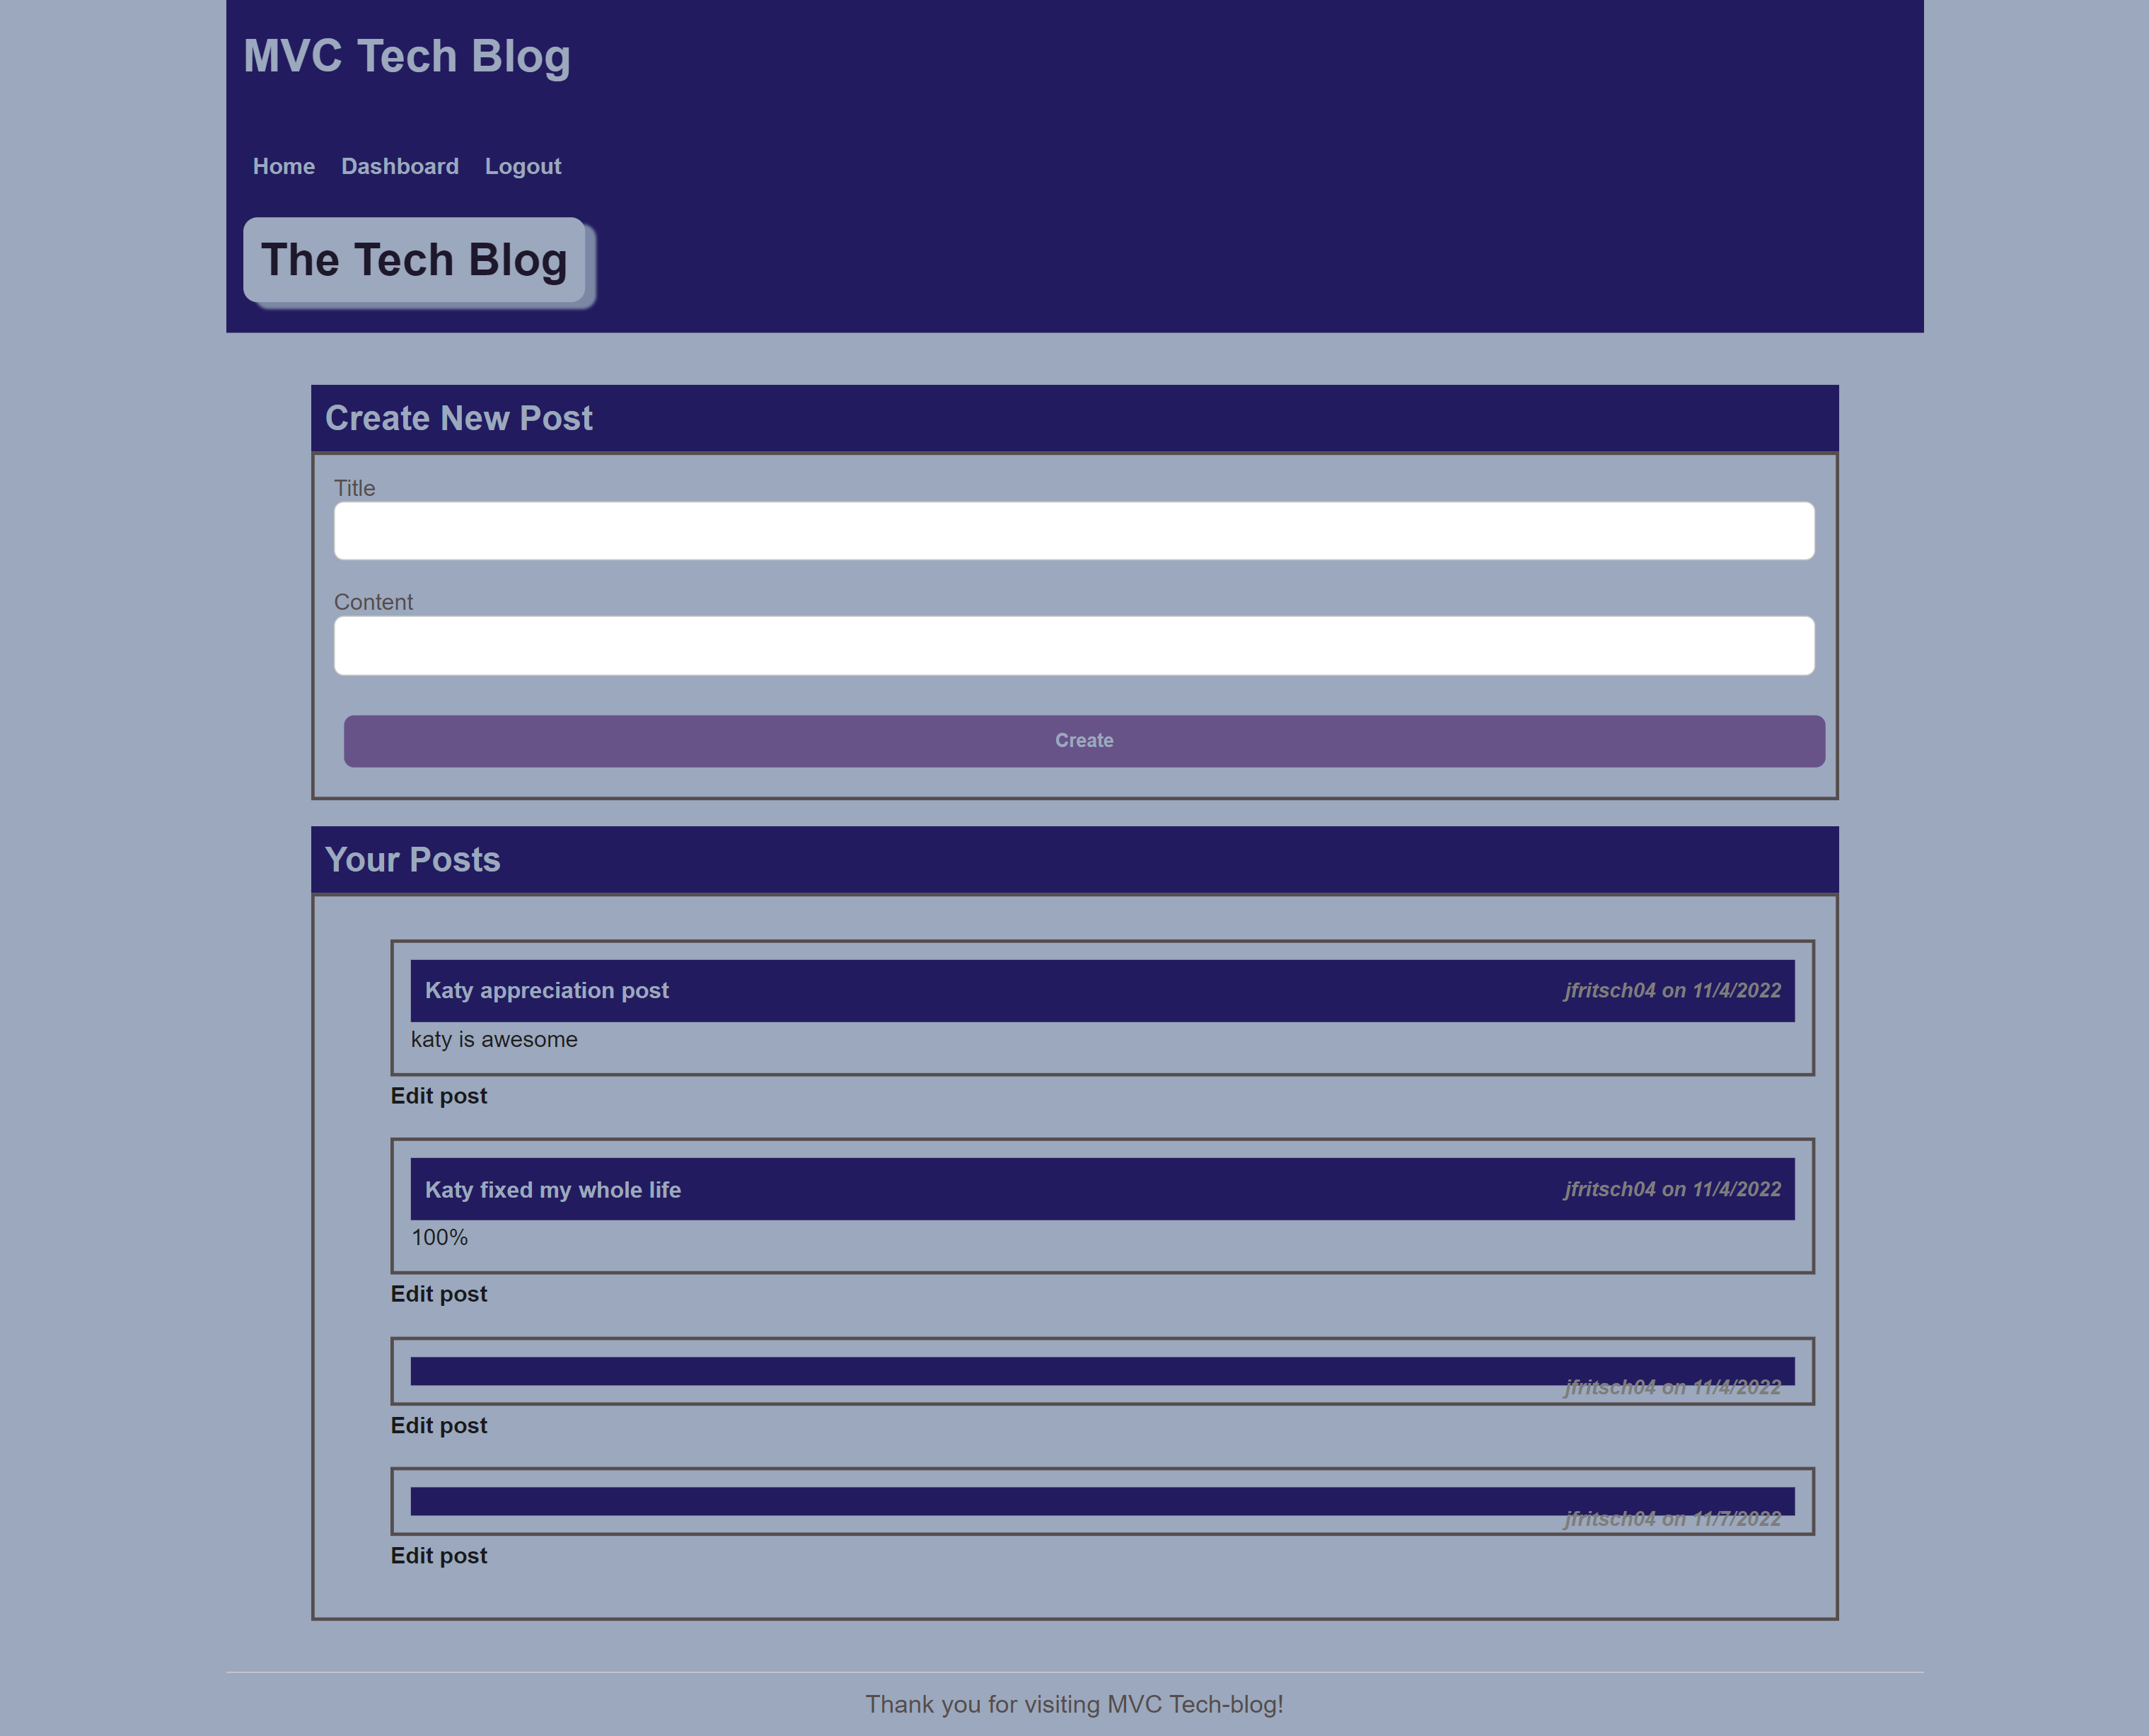 MVC Tech Blog
Home Dashboard Logout
The Tech Blog
Create New Post
Title
Content
Create
Your Posts
Katy appreciation post jfritsch04 on 11/4/2022
katy is awesome
Edit post
Katy fixed my whole life jfritsch04 on 11/4/2022
100%
Edit post
jfritsch04 on 11/4/2022
Edit post
jfritsch04 on 11/7/2022
Edit post
Thank you for visiting MVC Tech-blog!